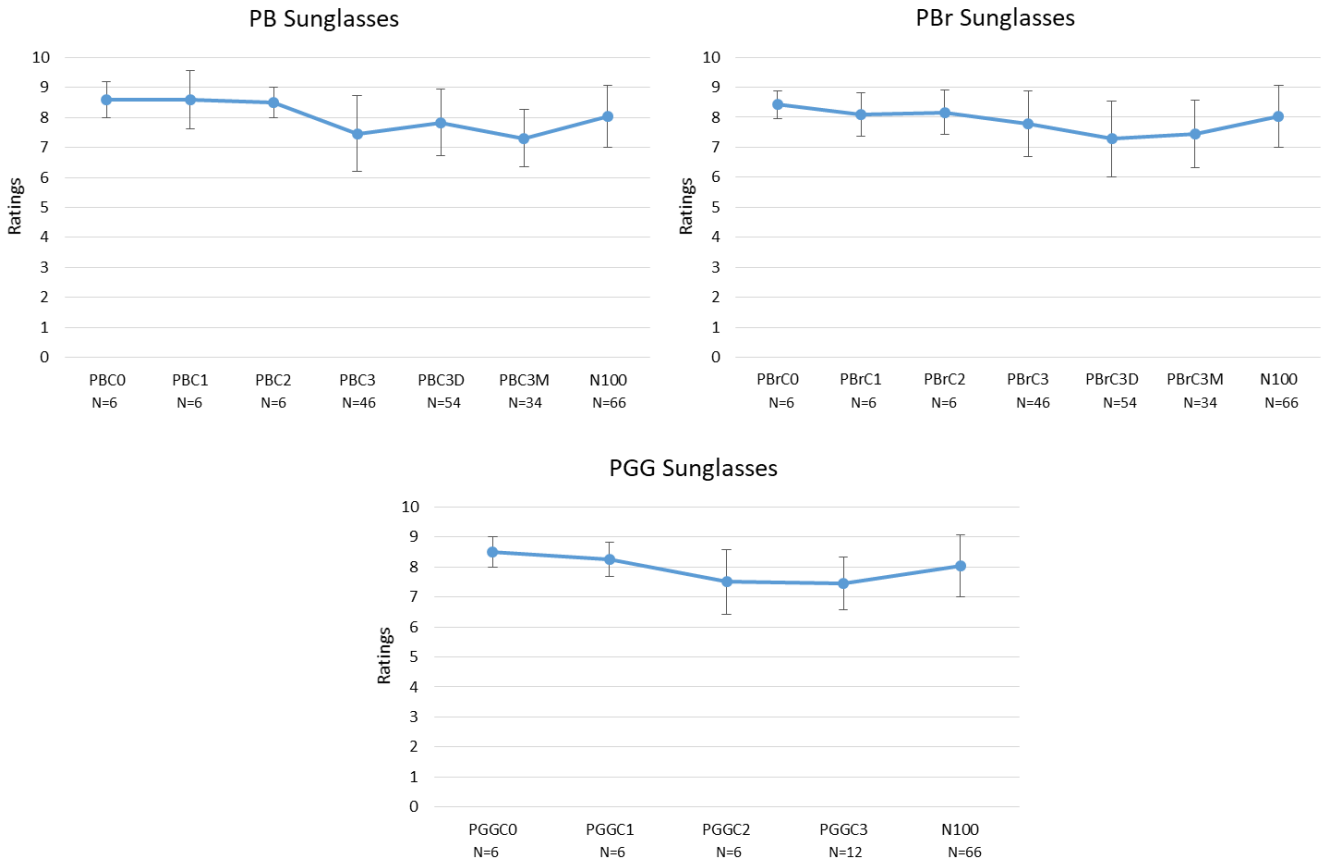 PB Sunglasses
10
9
8
7
6
5
4
3
2
1
0
Ratings
PBC0 PBC1 PBC2 PBC3 PBC3D PBC3M N100
N=6 N=6 N=6 N=46 N=54 N=34 N=66
PBr Sunglasses
10
9
8
7
6
5
4
3
2
1
0
Ratings
PBrC0 PBrC1 PBrC2 PBrC3 PBrC3D PBrC3M N100
N=6 N=6 N=6 N=46 N=54 N=34 N=66
PGG Sunglasses
10
9
8
7
6
5
4
3
2
1
0
Ratings
PGGC0 PGGC1 PGGC2 PGGC3 N100
N=6 N=6 N=6 N=12 N=66